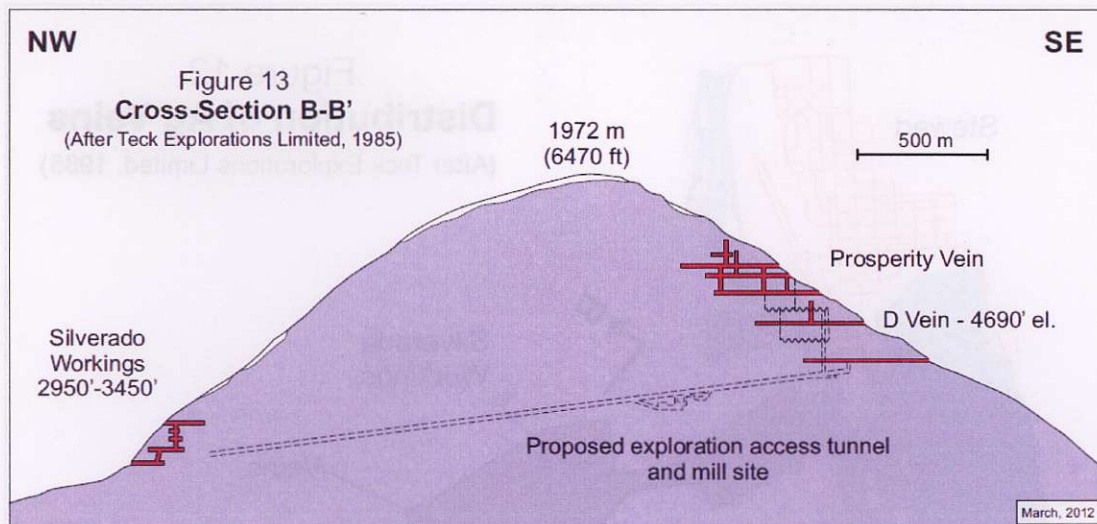 NW
SE
Figure 13
Cross-Section B-B'
(After Teck Explorations Limited, 1985)
1972 m
(6470 ft)
500 m
Prosperity Vein
D Vein - 4690' el.
Silverado
Workings
2950'-3450'
Proposed exploration access tunnel
and mill site
March, 2012